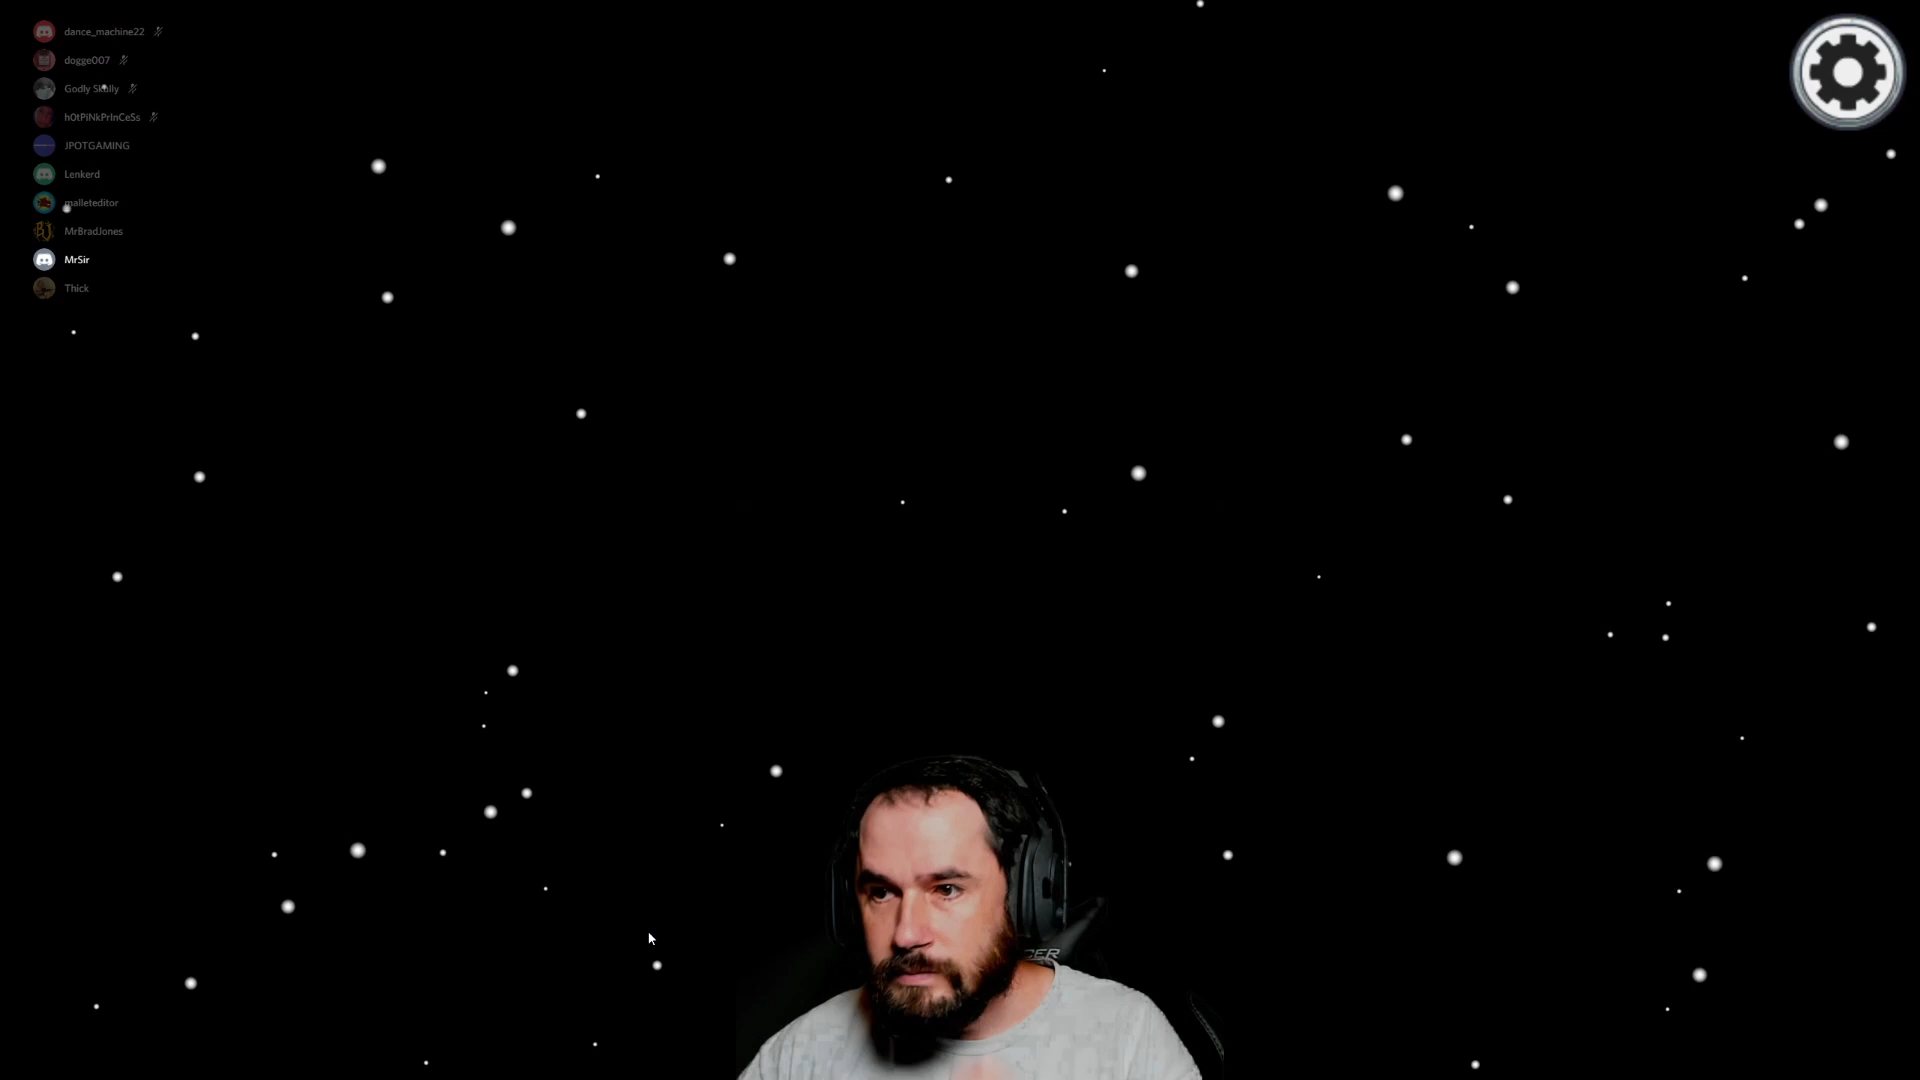 dance_machine22
dogge007
Godly Skully
h0tPiNkPrInCeSs
JPOTGAMING
Lenkerd
malleteditor
MrBradJones
MrSir
Thick